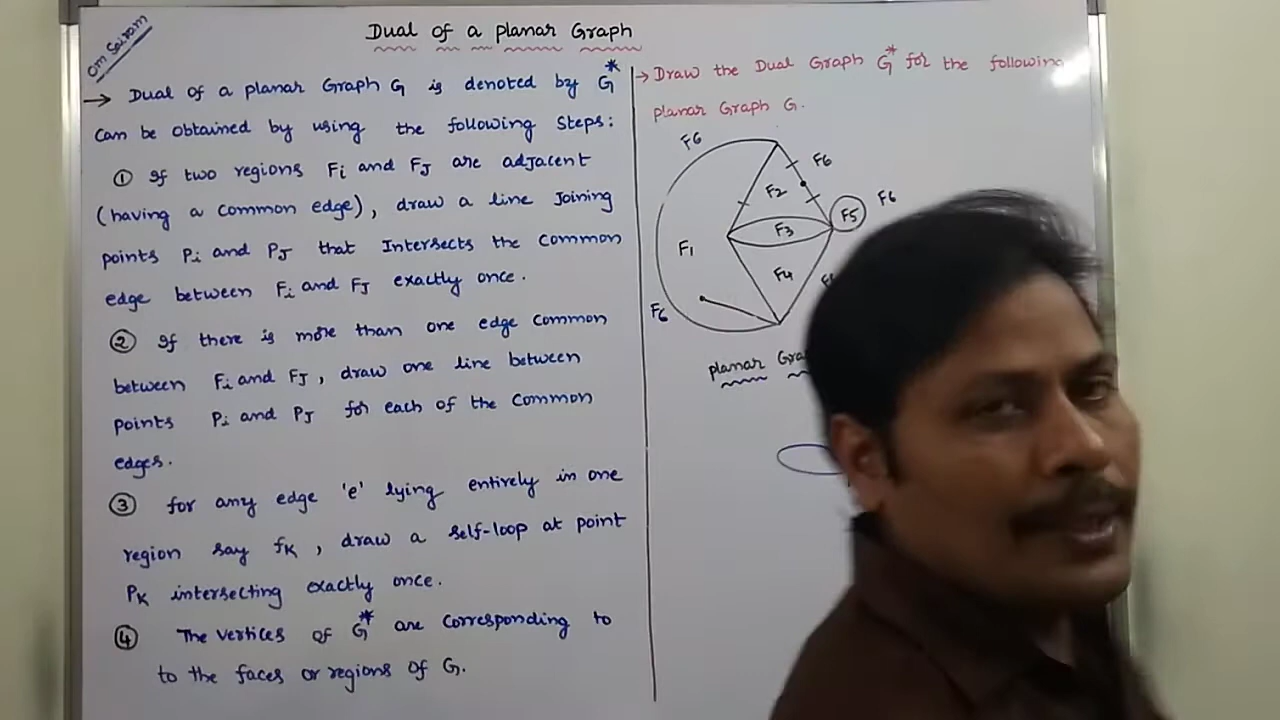 Om Sairam
Dual of a planar Graph
→ Dual of a planar Graph G is denoted by G*
can be obtained by using the following Steps:
① If two regions Fi and FJ are adjacent
(having a common edge), draw a line Joining
points Pi and PJ that Intersects the common
edge between Fi and FJ exactly once.
② If there is more than one edge common
between Fi and FJ, draw one line between
points Pi and PJ for each of the common
edges.
③ for any edge 'e' lying entirely in one
region say fK, draw a self-loop at point
PK intersecting exactly once.
④ The vertices of G* are corresponding to
to the faces or regions of G.
→ Draw the Dual Graph G* for the following
planar Graph G.
F6
F6
F2
F6
F5
F3
F1
F4
F6
planar